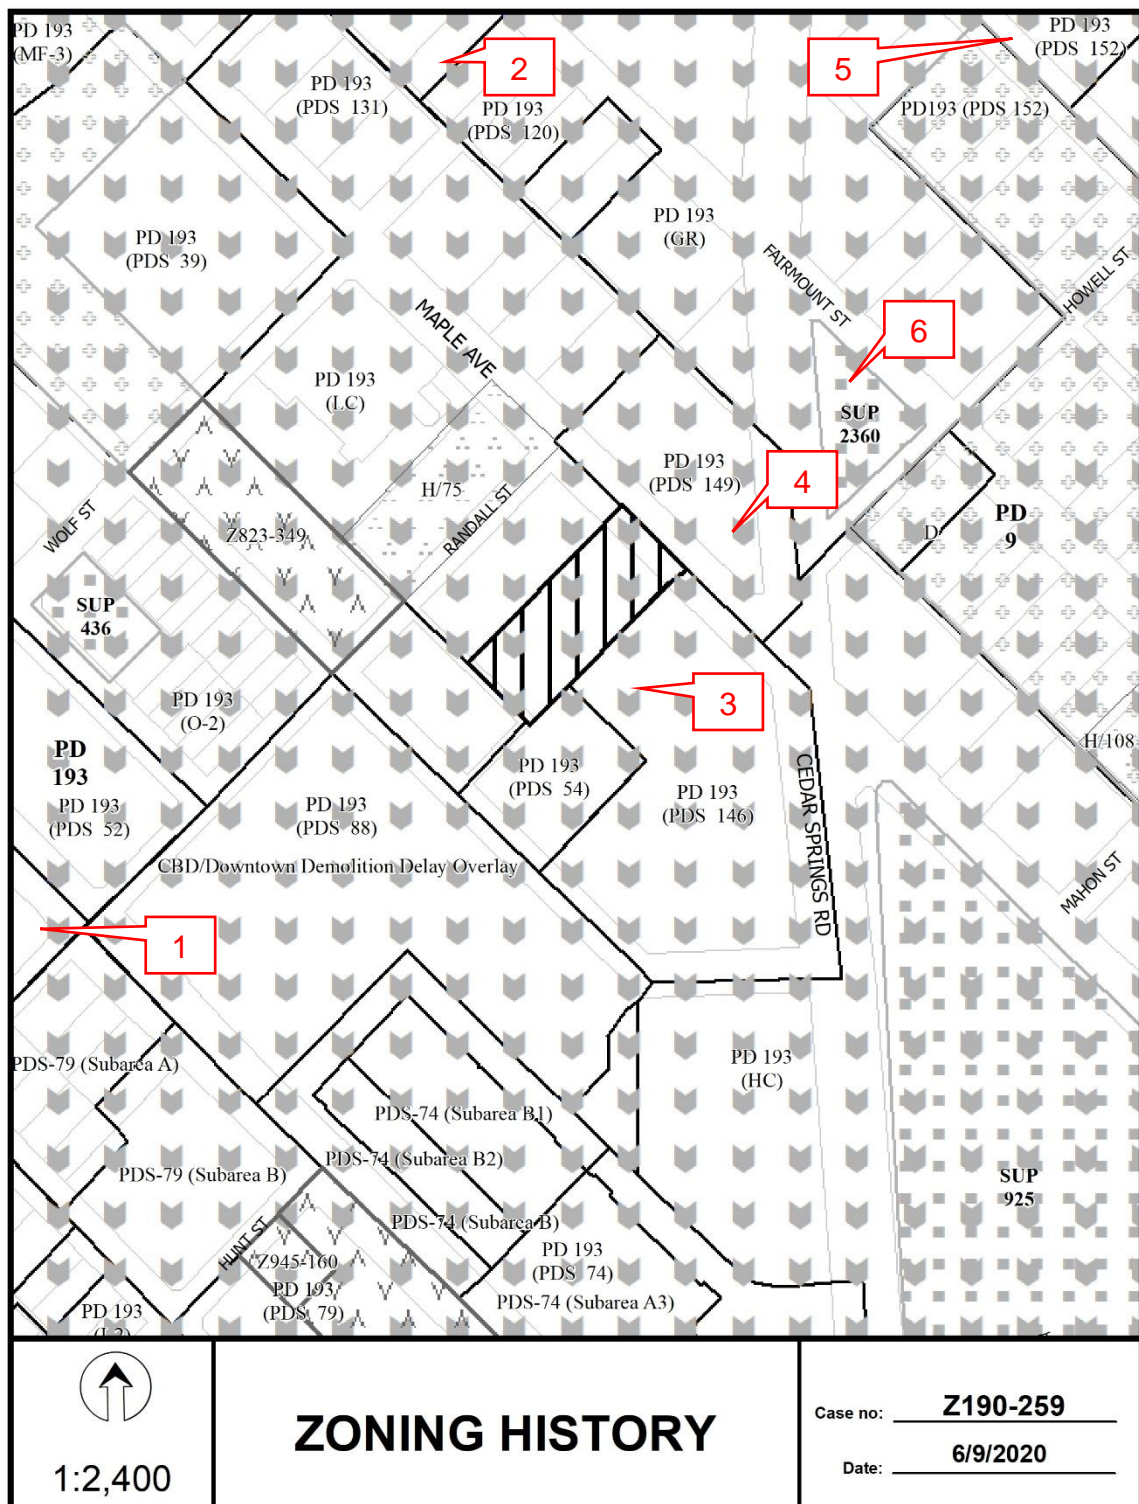 PD 193
(MF-3)
2
5
PD 193
(PDS 152)
PD 193
(PDS 131)
PD 193
(PDS 120)
PD193 (PDS 152)
PD 193
(PDS 39)
PD 193
(GR)
FAIRMOUNT ST
HOWELL ST
MAPLE AVE
6
PD 193
(LC)
SUP
2360
PD 193
(PDS 149)
4
H/75
RANDALL ST
WOLF ST
Z823-349
D
PD
9
SUP
436
PD 193
(O-2)
3
H/108
PD
193
PD 193
(PDS 52)
PD 193
(PDS 88)
PD 193
(PDS 54)
PD 193
(PDS 146)
CEDAR SPRINGS RD
CBD/Downtown Demolition Delay Overlay
MAHON ST
1
PDS-79 (Subarea A)
PD 193
(HC)
PDS-74 (Subarea B1)
PDS-74 (Subarea B2)
PDS-79 (Subarea B)
SUP
925
PDS-74 (Subarea B)
HUNT ST
Z945-160
PD 193
(PDS 79)
PD 193
(PDS 74)
PDS-74 (Subarea A3)
PD 193
1:2,400
ZONING HISTORY
Case no: Z190-259
Date: 6/9/2020